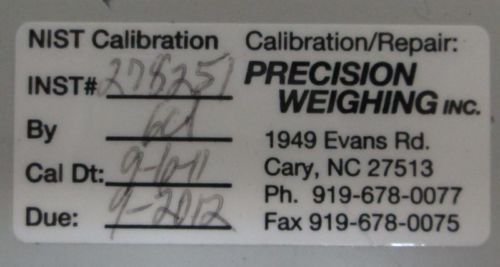 NIST Calibration
INST# 278251
By
Cal Dt:
Due: 9-2012
Calibration/Repair:
PRECISION
WEIGHING INC.
1949 Evans Rd.
Cary, NC 27513
Ph. 919-678-0077
Fax 919-678-0075